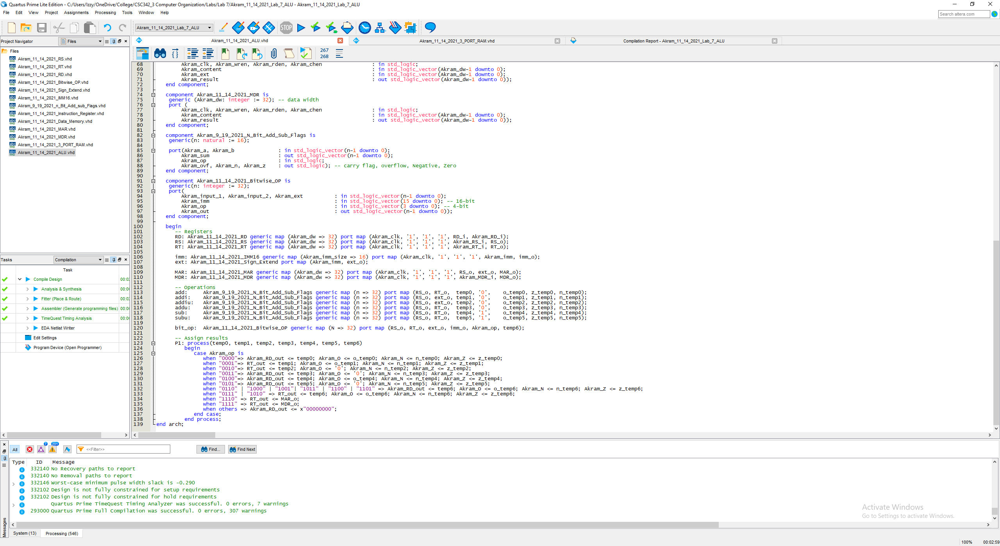 Quartus Prime Lite Edition - C:/Users/Izzy/OneDrive/College/CSC342_3 Computer Organization/Labs/Lab 7/Akram_11_14_2021_Lab_7_ALU - Akram_11_14_2021_Lab_7_ALU
File Edit View Project Assignments Processing Tools Window Help
Search altera.com
Akram_11_14_2021_Lab_7_ALU
STOP
Project Navigator
Files
Files
Akram_11_14_2021_RS.vhd
Akram_11_14_2021_RT.vhd
Akram_11_14_2021_RD.vhd
Akram_11_14_2021_Bitwise_OP.vhd
Akram_11_14_2021_Sign_Extend.vhd
Akram_11_14_2021_IMM16.vhd
Akram_9_19_2021_n_Bit_Add_sub_Flags.vhd
Akram_11_14_2021_Instruction_Register.vhd
Akram_11_14_2021_Data_Memory.vhd
Akram_11_14_2021_MAR.vhd
Akram_11_14_2021_MDR.vhd
Akram_11_14_2021_3_PORT_RAM.vhd
Akram_11_14_2021_ALU.vhd
Tasks
Compilation
Task
Compile Design 00:02
Analysis & Synthesis 00:00
Fitter (Place & Route) 00:02
Assembler (Generate programming files) 00:00
TimeQuest Timing Analysis 00:00
EDA Netlist Writer
Edit Settings
Program Device (Open Programmer)
Akram_11_14_2021_ALU.vhd
Akram_11_14_2021_3_PORT_RAM.vhd
Compilation Report - Akram_11_14_2021_Lab_7_ALU
267
268
68 Akram_clk, Akram_wren, Akram_rden, Akram_chen : in std_logic;
69 Akram_content : in std_logic_vector(Akram_dw-1 downto 0);
70 Akram_ext : in std_logic_vector(Akram_dw-1 downto 0);
71 Akram_result : out std_logic_vector(Akram_dw-1 downto 0));
72 end component;
73
74 component Akram_11_14_2021_MDR is
75 generic (Akram_dw: integer := 32); -- data width
76 port (
77 Akram_clk, Akram_wren, Akram_rden, Akram_chen : in std_logic;
78 Akram_content : in std_logic_vector(Akram_dw-1 downto 0);
79 Akram_result : out std_logic_vector(Akram_dw-1 downto 0));
80 end component;
81
82 component Akram_9_19_2021_N_Bit_Add_Sub_Flags is
83 generic(n: natural := 16);
84
85 port(Akram_a, Akram_b : in std_logic_vector(n-1 downto 0);
86 Akram_sum : out std_logic_vector(n-1 downto 0);
87 Akram_op : in std_logic;
88 Akram_ovf, Akram_n, Akram_z : out std_logic); -- carry flag, overflow, Negative, Zero
89 end component;
90
91 component Akram_11_14_2021_Bitwise_OP is
92 generic(n: integer := 32);
93 port(
94 Akram_input_1, Akram_input_2, Akram_ext : in std_logic_vector(n-1 downto 0);
95 Akram_imm : in std_logic_vector(15 downto 0); -- 16-bit
96 Akram_op : in std_logic_vector(3 downto 0); -- 4-bit
97 Akram_out : out std_logic_vector(n-1 downto 0));
98 end component;
99
100 begin
101 -- Registers
102 RD: Akram_11_14_2021_RD generic map (Akram_dw => 32) port map (Akram_clk, '1', '1', '1', RD_i, Akram_RD_i);
103 RS: Akram_11_14_2021_RS generic map (Akram_dw => 32) port map (Akram_clk, '1', '1', '1', Akram_RS_i, RS_o);
104 RT: Akram_11_14_2021_RT generic map (Akram_dw => 32) port map (Akram_clk, '1', '1', '1', Akram_RT_i, RT_o);
105
106 imm: Akram_11_14_2021_IMM16 generic map (Akram_imm_size => 16) port map (Akram_clk, '1', '1', '1', Akram_imm, imm_o);
107 ext: Akram_11_14_2021_Sign_Extend port map (Akram_imm, ext_o);
108
109 MAR: Akram_11_14_2021_MAR generic map (Akram_dw => 32) port map (Akram_clk, '1', '1', '1', RS_o, ext_o, MAR_o);
110 MDR: Akram_11_14_2021_MDR generic map (Akram_dw => 32) port map (Akram_clk, '1', '1', '1', Akram_MDR_i, MDR_o);
111
112 -- Operations
113 add: Akram_9_19_2021_N_Bit_Add_Sub_Flags generic map (n => 32) port map (RS_o, RT_o, temp0, '0', o_temp0, z_temp0, n_temp0);
114 addi: Akram_9_19_2021_N_Bit_Add_Sub_Flags generic map (n => 32) port map (RS_o, ext_o, temp1, '0', o_temp1, z_temp1, n_temp1);
115 addiu: Akram_9_19_2021_N_Bit_Add_Sub_Flags generic map (n => 32) port map (RS_o, ext_o, temp2, '0', o_temp2, z_temp2, n_temp2);
116 addu: Akram_9_19_2021_N_Bit_Add_Sub_Flags generic map (n => 32) port map (RS_o, RT_o, temp3, '0', o_temp3, z_temp3, n_temp3);
117 sub: Akram_9_19_2021_N_Bit_Add_Sub_Flags generic map (n => 32) port map (RS_o, RT_o, temp4, '1', o_temp4, z_temp4, n_temp4);
118 subu: Akram_9_19_2021_N_Bit_Add_Sub_Flags generic map (n => 32) port map (RS_o, RT_o, temp5, '1', o_temp5, z_temp5, n_temp5);
119
120 bit_op: Akram_11_14_2021_Bitwise_OP generic map (N => 32) port map (RS_o, RT_o, ext_o, imm_o, Akram_op, temp6);
121
122 -- Assign results
123 P1: process(temp0, temp1, temp2, temp3, temp4, temp5, temp6)
124 begin
125 case Akram_op is
126 when "0000"=> Akram_RD_out <= temp0; Akram_O <= o_temp0; Akram_N <= n_temp0; Akram_Z <= z_temp0;
127 when "0001"=> RT_out <= temp1; Akram_O <= o_temp1; Akram_N <= n_temp1; Akram_Z <= z_temp1;
128 when "0010"=> RT_out <= temp2; Akram_O <= '0'; Akram_N <= n_temp2; Akram_Z <= z_temp2;
129 when "0011"=> Akram_RD_out <= temp3; Akram_O <= '0'; Akram_N <= n_temp3; Akram_Z <= z_temp3;
130 when "0100"=> Akram_RD_out <= temp4; Akram_O <= o_temp4; Akram_N <= n_temp4; Akram_Z <= z_temp4;
131 when "0101"=> Akram_RD_out <= temp5; Akram_O <= '0'; Akram_N <= n_temp5; Akram_Z <= z_temp5;
132 when "0110" | "1000" | "1001"| "1011" | "1100" | "1101" => Akram_RD_out <= temp6; Akram_O <= o_temp6; Akram_N <= n_temp6; Akram_Z <= z_temp6;
133 when "0111" | "1010" => RT_out <= temp6; Akram_O <= o_temp6; Akram_N <= n_temp6; Akram_Z <= z_temp6;
134 when "1110" => RT_out <= MAR_o;
135 when "1111" => RT_out <= MDR_o;
136 when others => Akram_RD_out <= x"00000000";
137 end case;
138 end process;
139 end arch;
All 7 201 <<Filter>> Find... Find Next
Type ID Message
332140 No Recovery paths to report
332140 No Removal paths to report
332146 Worst-case minimum pulse width slack is -0.290
332102 Design is not fully constrained for setup requirements
332102 Design is not fully constrained for hold requirements
Quartus Prime TimeQuest Timing Analyzer was successful. 0 errors, 7 warnings
293000 Quartus Prime Full Compilation was successful. 0 errors, 307 warnings
Messages
System (13) Processing (546)
Activate Windows
Go to Settings to activate Windows.
100% 00:02:59